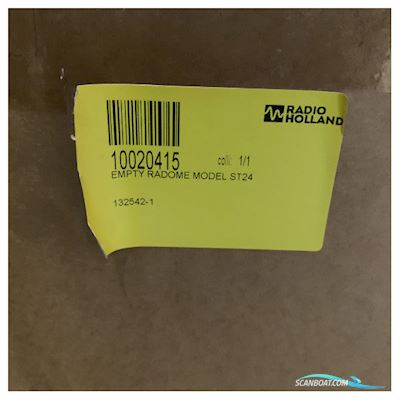 RADIO
HOLLAND
10020415 colli: 1/1
EMPTY RADOME MODEL ST24
132542-1
SCANBOAT.COM